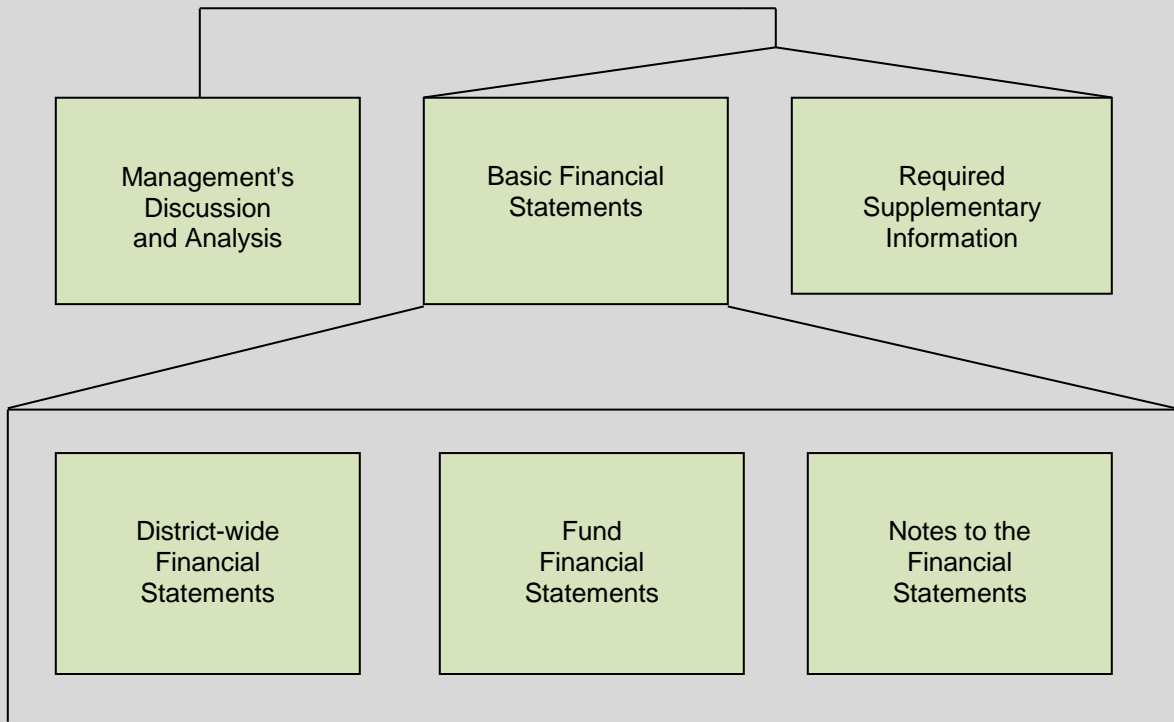 Management's
Discussion
and Analysis
Basic Financial
Statements
Required
Supplementary
Information
District-wide
Financial
Statements
Fund
Financial
Statements
Notes to the
Financial
Statements